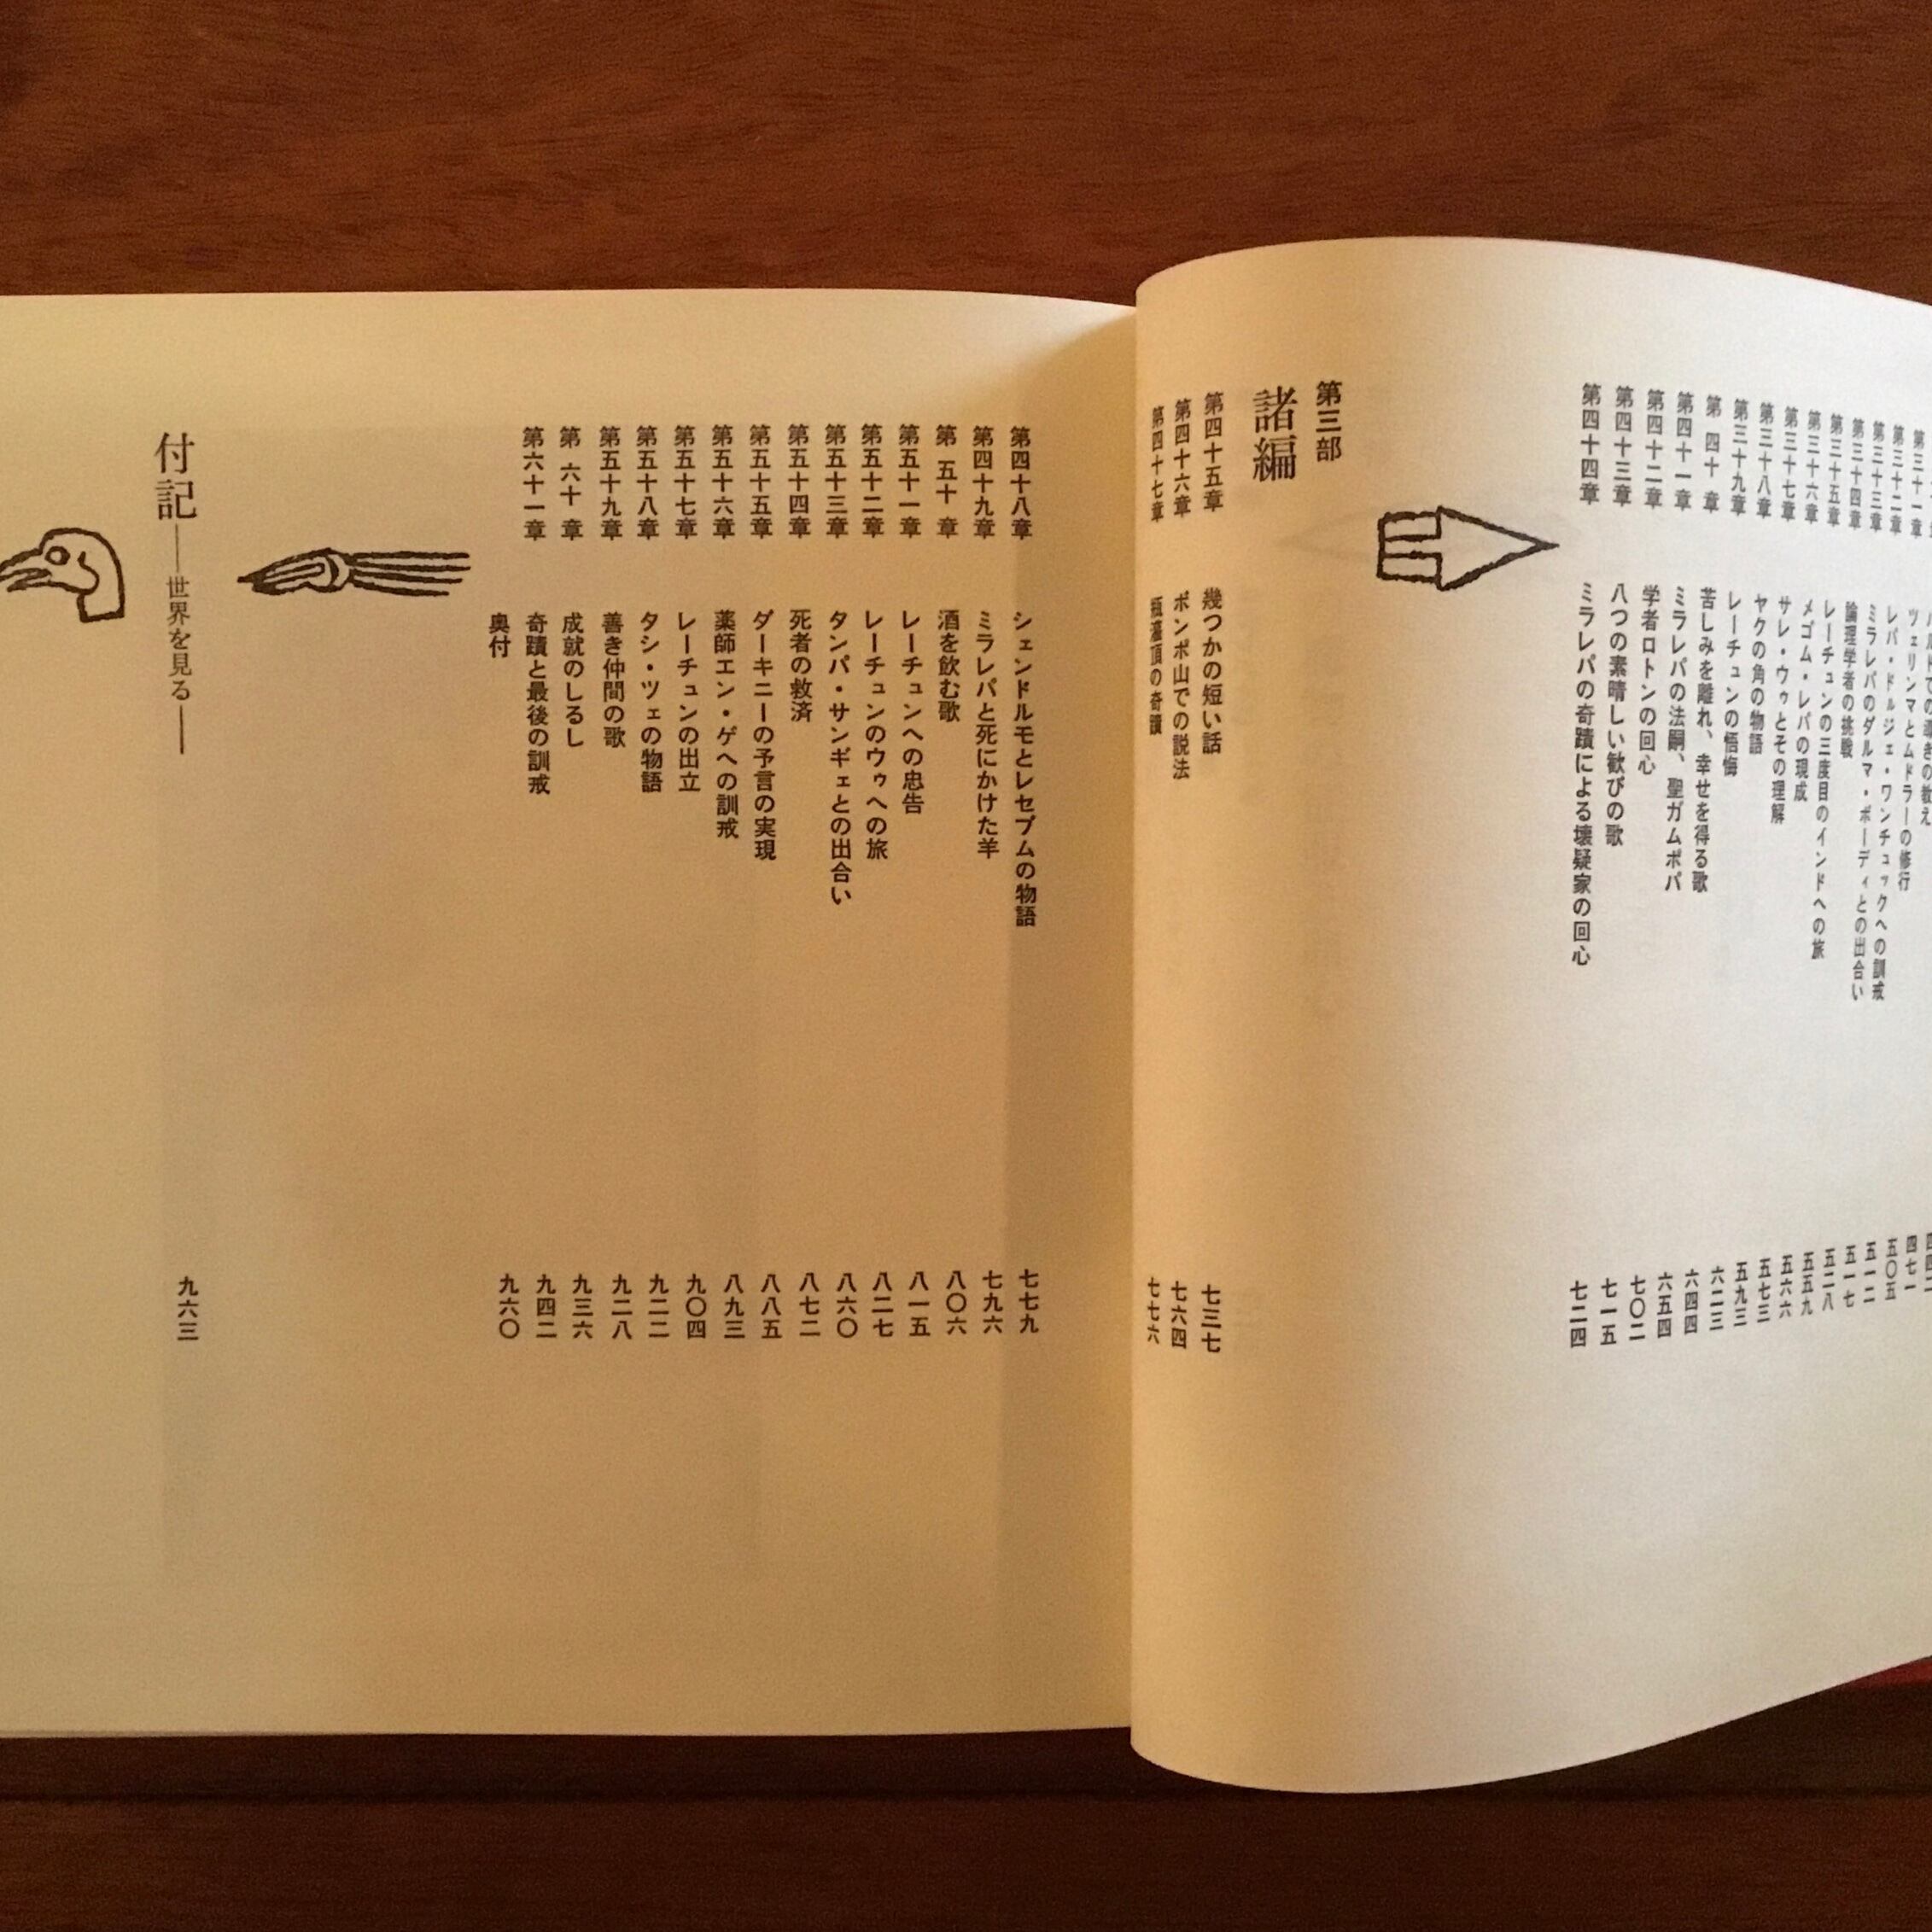 バルドでの導きの教え 四七一
第三十一章 ツェリンマとムドラーの修行 五〇五
第三十二章 レパ・ドルジェ・ワンチュックへの訓戒 五一二
第三十三章 ミラレパのダルマ・ボーディとの出合い 五一七
第三十四章 論理学者の挑戦 五二八
第三十五章 レーチュンの三度目のインドへの旅 五五九
第三十六章 メゴム・レパの現成 五六六
第三十七章 サレ・ウゥとその理解 五七三
第三十八章 ヤクの角の物語 五九三
第三十九章 レーチュンの悟悔 六二三
第四十章 苦しみを離れ、幸せを得る歌 六四四
第四十一章 ミラレパの法嗣、聖ガムポパ 六五四
第四十二章 学者ロトンの回心 七〇二
第四十三章 八つの素晴しい歓びの歌 七一五
第四十四章 ミラレパの奇蹟による壊疑家の回心 七二四
第三部
諸編
第四十五章 幾つかの短い話 七三七
第四十六章 ボンポ山での説法 七六四
第四十七章 瓶灌頂の奇蹟 七七六
第四十八章 シェンドルモとレセブムの物語 七七九
第四十九章 ミラレパと死にかけた羊 七九六
第五十章 酒を飲む歌 八〇六
第五十一章 レーチュンへの忠告 八一五
第五十二章 レーチュンのウゥへの旅 八二七
第五十三章 タンパ・サンギェとの出合い 八六〇
第五十四章 死者の救済 八七二
第五十五章 ダーキニーの予言の実現 八八五
第五十六章 薬師エン・ゲへの訓戒 八九三
第五十七章 レーチュンの出立 九〇四
第五十八章 タシ・ツェの物語 九二二
第五十九章 善き仲間の歌 九二八
第六十章 成就のしるし 九三六
第六十一章 奇蹟と最後の訓戒 九四二
奥付 九六〇
付記――世界を見る―― 九六三